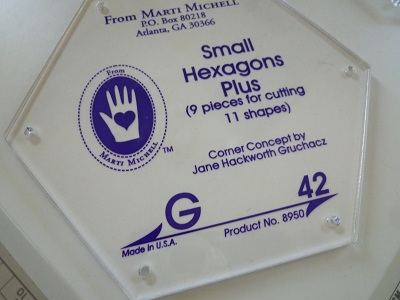 From MARTI MICHELL
P.O. Box 80218
Atlanta, GA 30366
Small
Hexagons
Plus
(9 pieces for cutting
11 shapes)
From
MARTI MICHELL
TM
Corner Concept by
Jane Hackworth Gruchacz
G
42
Made in U.S.A.
Product No. 8950